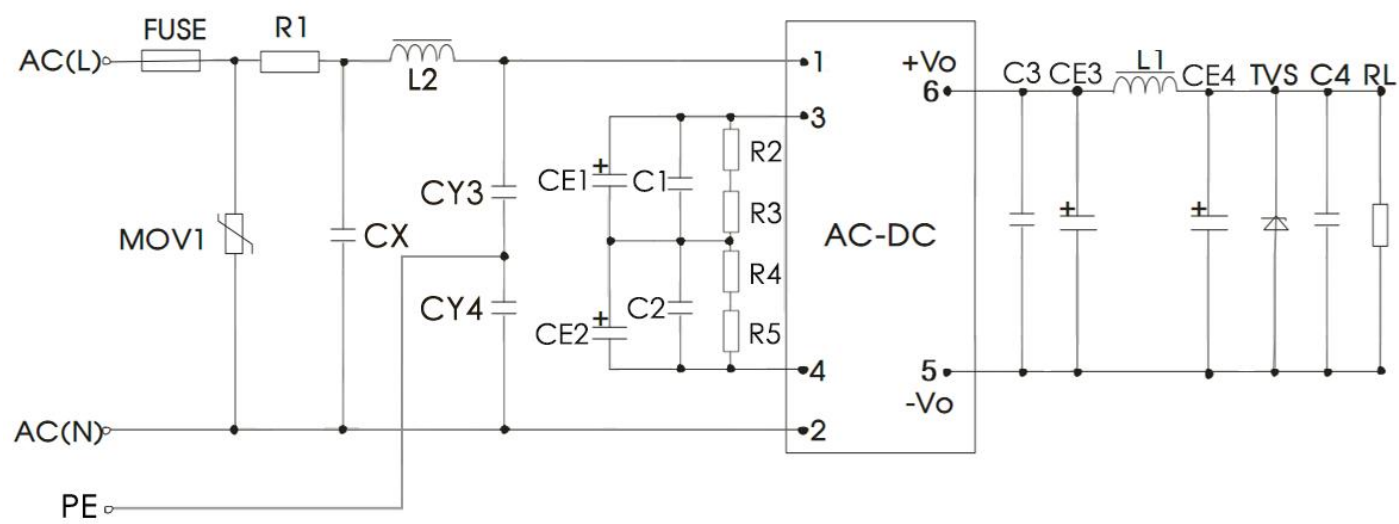 FUSE R1
AC(L)
L2
1
+Vo
C3 CE3 L1 CE4 TVS C4 RL
6
3
R2
CE1 + C1
CY3
R3
MOV1
CX
+ +
AC-DC
R4
CY4
C2
CE2 +
R5
4
5
-Vo
AC(N)
2
PE